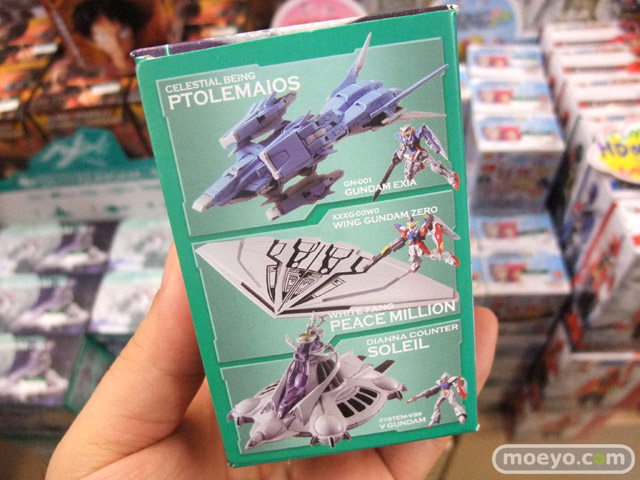 CELESTIAL BEING
PTOLEMAIOS
GN-001
GUNDAM EXIA
XXXG-00W0
WING GUNDAM ZERO
WHITE FANG
PEACE MILLION
DIANNA COUNTER
SOLEIL
SYSTEM-∀99
∀ GUNDAM
moeyo.com